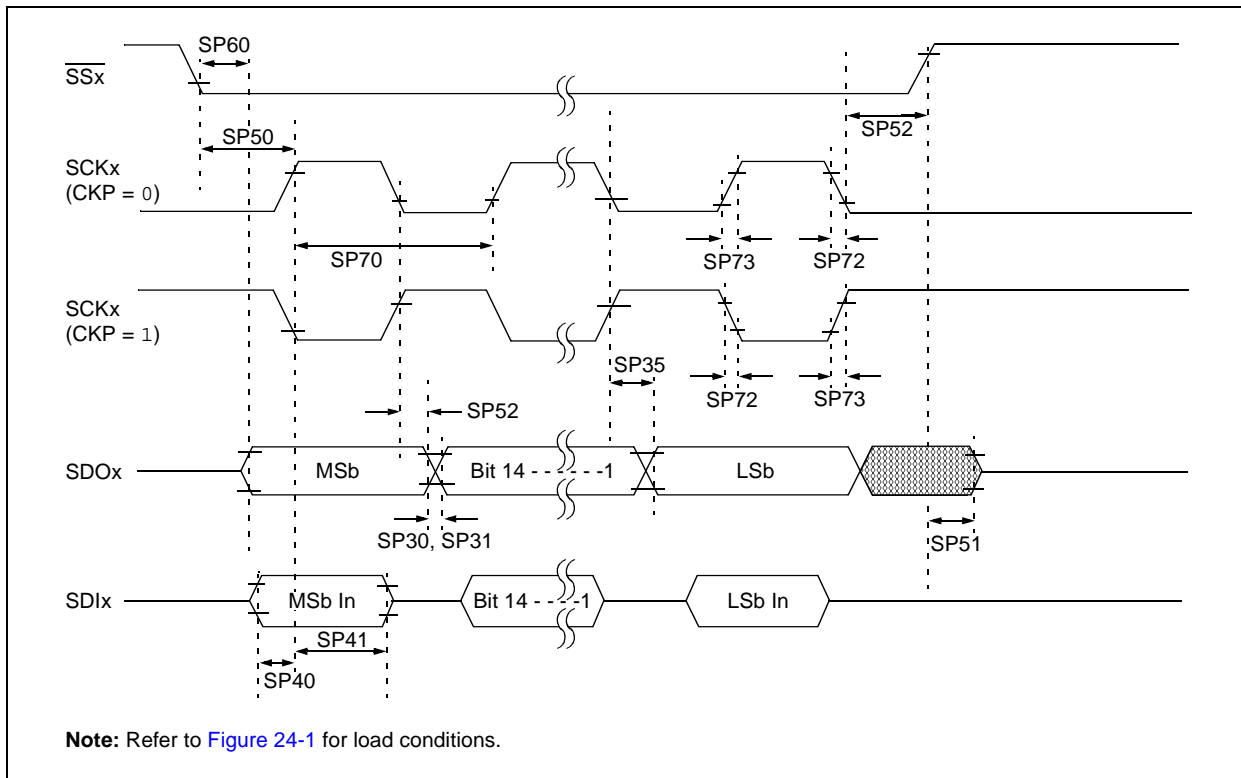 SP60
SSx
SP50
SP52
SCKx
(CKP = 0)
SP70
SP73
SP72
SCKx
(CKP = 1)
SP35
SP72
SP73
SP52
SDOx
MSb
Bit 14 - - - - - -1
LSb
SP30, SP31
SP51
SDIx
MSb In
Bit 14 - - - -1
LSb In
SP41
SP40
Note: Refer to Figure 24-1 for load conditions.